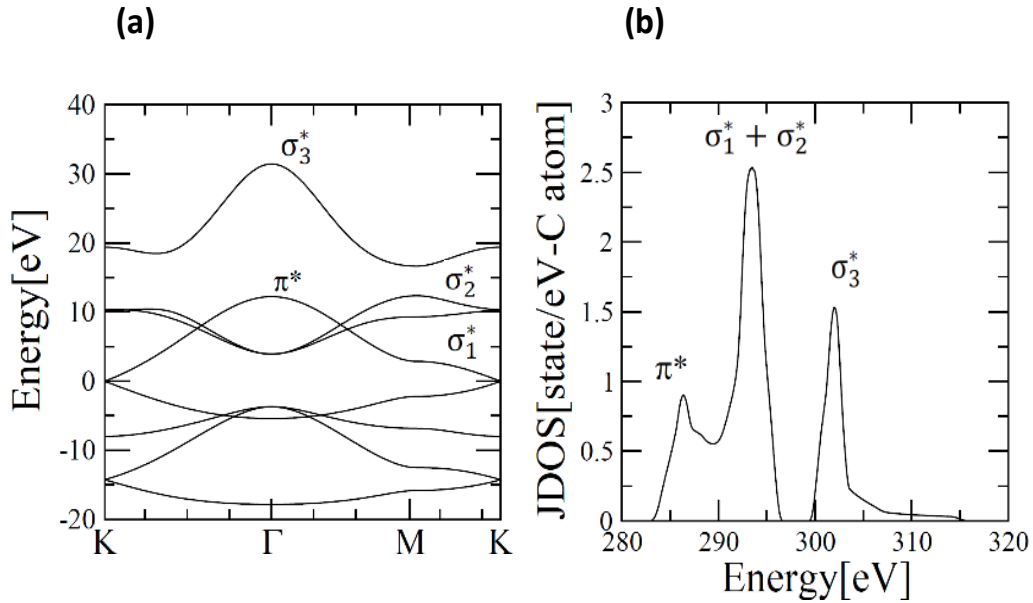 (a)
(b)
Energy[eV]
40
30
20
10
0
-10
-20
K
Γ
M
K
σ₃*
π*
σ₂*
σ₁*
JDOS[state/eV-C atom]
3
2.5
2
1.5
1
0.5
0
280
290
300
310
320
Energy[eV]
σ₁* + σ₂*
σ₃*
π*